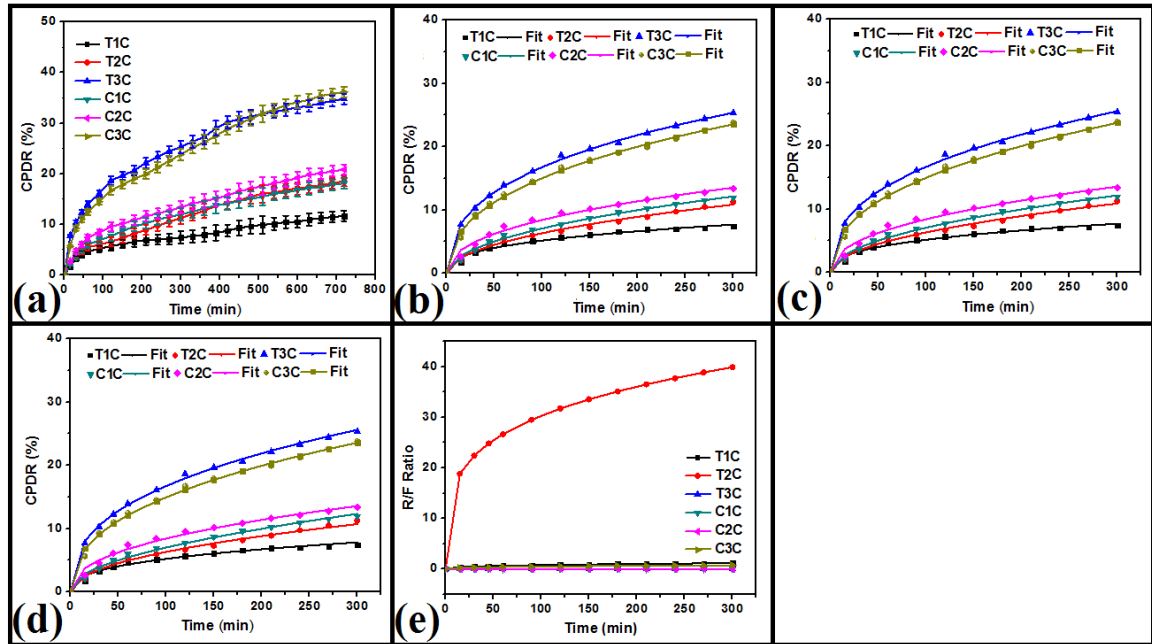 50
40
30
20
10
0
CPDR (%)
T1C
T2C
T3C
C1C
C2C
C3C
0 100 200 300 400 500 600 700 800
Time (min)
(a)
40
30
20
10
0
CPDR (%)
T1C Fit T2C Fit T3C Fit
C1C Fit C2C Fit C3C Fit
0 50 100 150 200 250 300
Time (min)
(b)
40
30
20
10
0
CPDR (%)
T1C Fit T2C Fit T3C Fit
C1C Fit C2C Fit C3C Fit
0 50 100 150 200 250 300
Time (min)
(c)
40
30
20
10
0
CPDR (%)
T1C Fit T2C Fit T3C Fit
C1C Fit C2C Fit C3C Fit
0 50 100 150 200 250 300
Time (min)
(d)
40
30
20
10
0
R/F Ratio
T1C
T2C
T3C
C1C
C2C
C3C
0 50 100 150 200 250 300
Time (min)
(e)